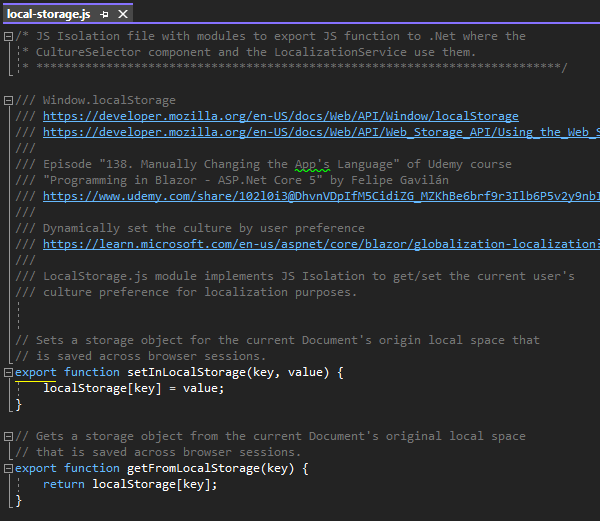 local-storage.js
/* JS Isolation file with modules to export JS function to .Net where the
* CultureSelector component and the LocalizationService use them.
* ***************************************************************************/
/// Window.localStorage
/// https://developer.mozilla.org/en-US/docs/Web/API/Window/localStorage
/// https://developer.mozilla.org/en-US/docs/Web/API/Web_Storage_API/Using_the_Web_S
///
/// Episode "138. Manually Changing the App's Language" of Udemy course
/// "Programming in Blazor - ASP.Net Core 5" by Felipe Gavilán
/// https://www.udemy.com/share/102l0i3@DhvnVDpIfM5CidiZG_MZKhBe6brf9r3Ilb6P5v2y9nb
///
/// Dynamically set the culture by user preference
/// https://learn.microsoft.com/en-us/aspnet/core/blazor/globalization-localization?
///
/// LocalStorage.js module implements JS Isolation to get/set the current user's
/// culture preference for localization purposes.
// Sets a storage object for the current Document's origin local space that
// is saved across browser sessions.
export function setInLocalStorage(key, value) {
localStorage[key] = value;
}
// Gets a storage object from the current Document's original local space
// that is saved across browser sessions.
export function getFromLocalStorage(key) {
return localStorage[key];
}